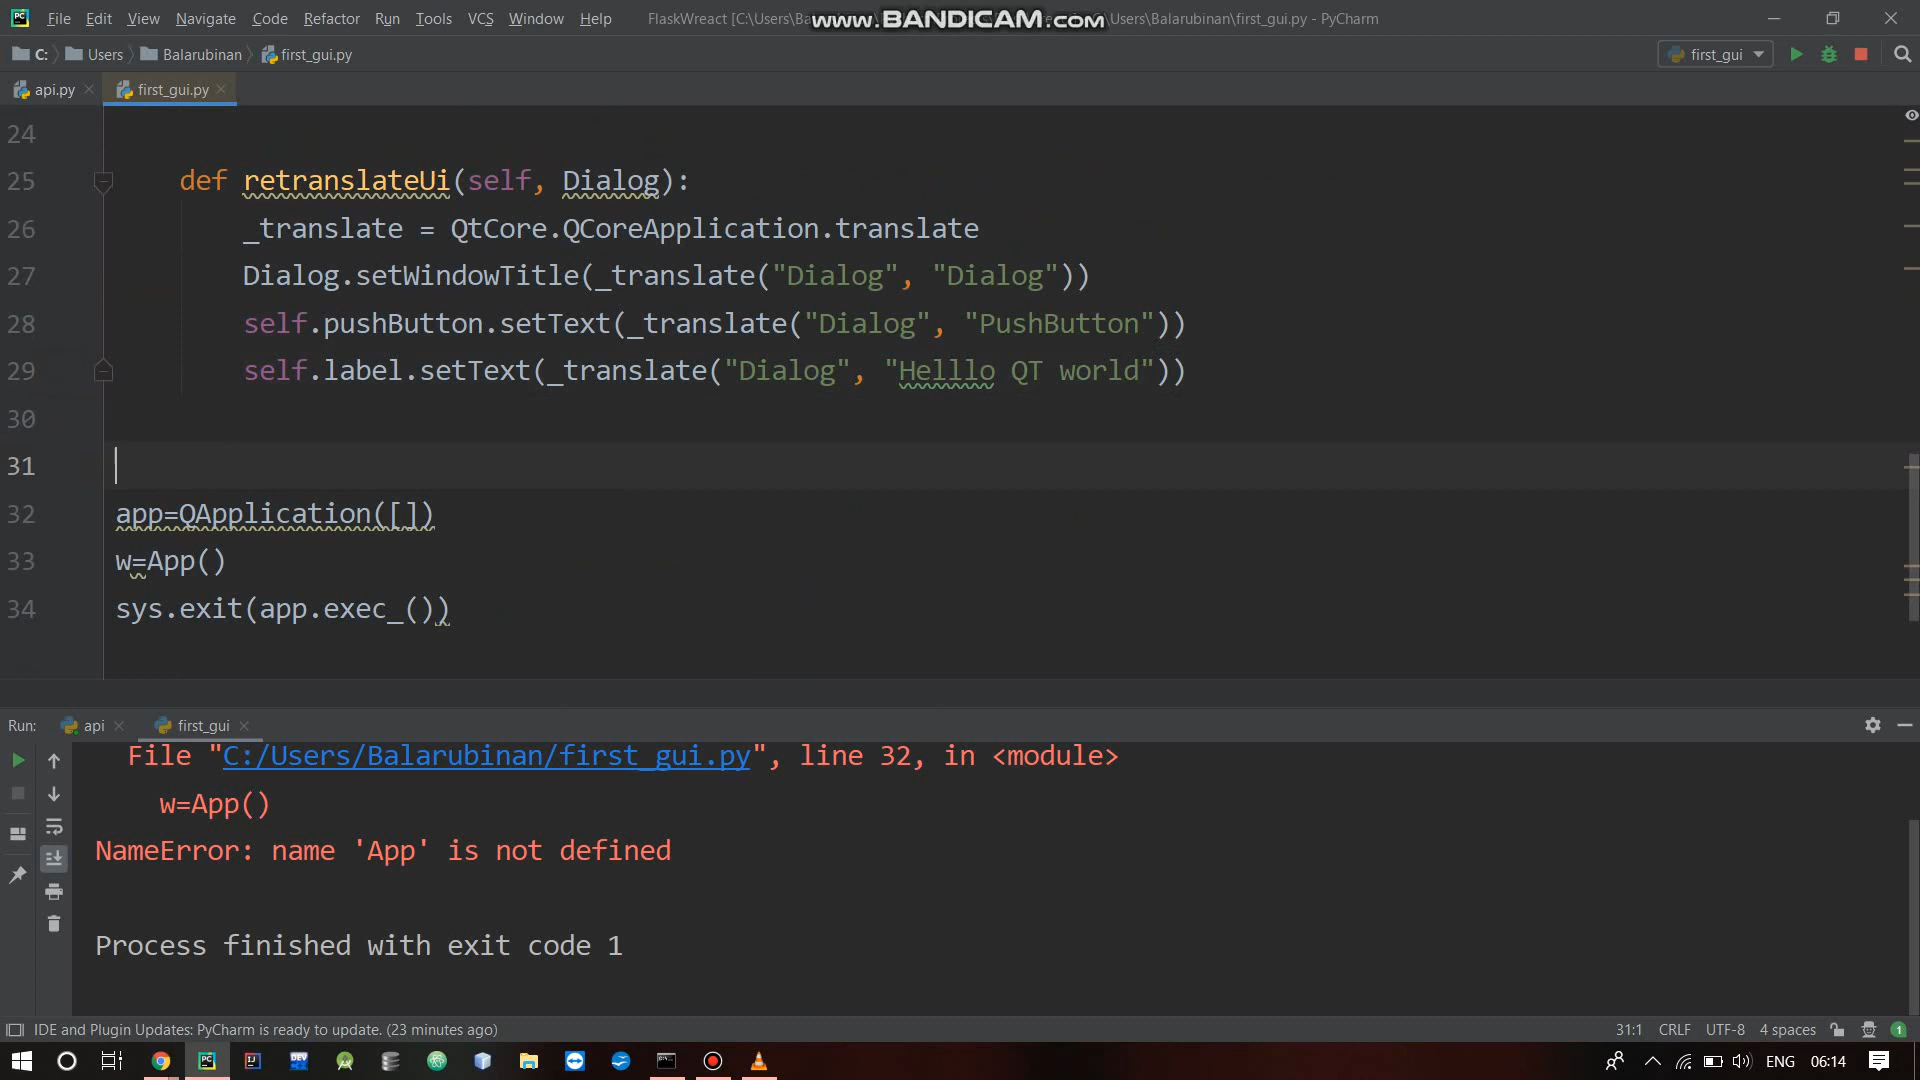 File Edit View Navigate Code Refactor Run Tools VCS Window Help FlaskWreact [C:\Users\Ba www.BANDICAM.com \Users\Balarubinan\first_gui.py - PyCharm
C: Users Balarubinan first_gui.py first_gui
api.py first_gui.py
24
25 def retranslateUi(self, Dialog):
26 _translate = QtCore.QCoreApplication.translate
27 Dialog.setWindowTitle(_translate("Dialog", "Dialog"))
28 self.pushButton.setText(_translate("Dialog", "PushButton"))
29 self.label.setText(_translate("Dialog", "Helllo QT world"))
30
31
32 app=QApplication([])
33 w=App()
34 sys.exit(app.exec_())
Run: api first_gui
File "C:/Users/Balarubinan/first_gui.py", line 32, in <module>
w=App()
NameError: name 'App' is not defined
Process finished with exit code 1
IDE and Plugin Updates: PyCharm is ready to update. (23 minutes ago) 31:1 CRLF UTF-8 4 spaces 1
ENG 06:14